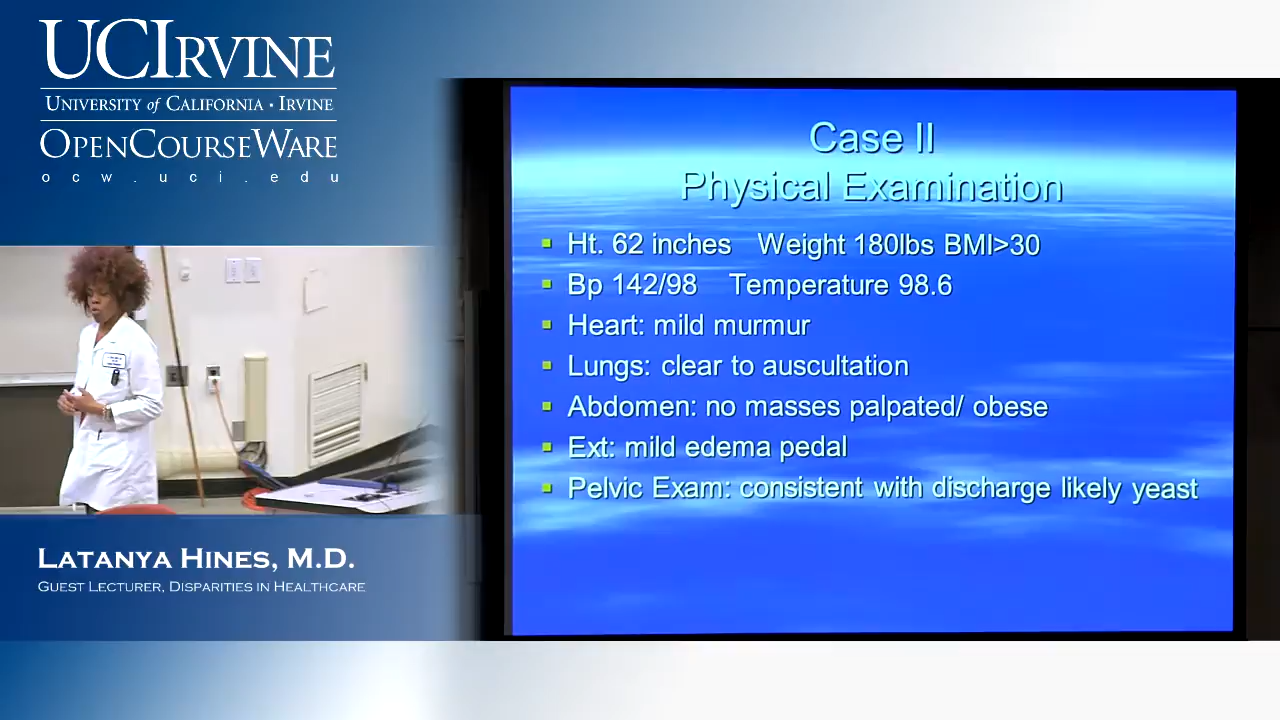 UCIRVINE
UNIVERSITY of CALIFORNIA · IRVINE
OPENCOURSEWARE
ocw.uci.edu
Case II
Physical Examination
Ht. 62 inches Weight 180lbs BMI>30
Bp 142/98 Temperature 98.6
Heart: mild murmur
Lungs: clear to auscultation
Abdomen: no masses palpated/ obese
Ext: mild edema pedal
Pelvic Exam: consistent with discharge likely yeast
LATANYA HINES, M.D.
GUEST LECTURER, DISPARITIES IN HEALTHCARE